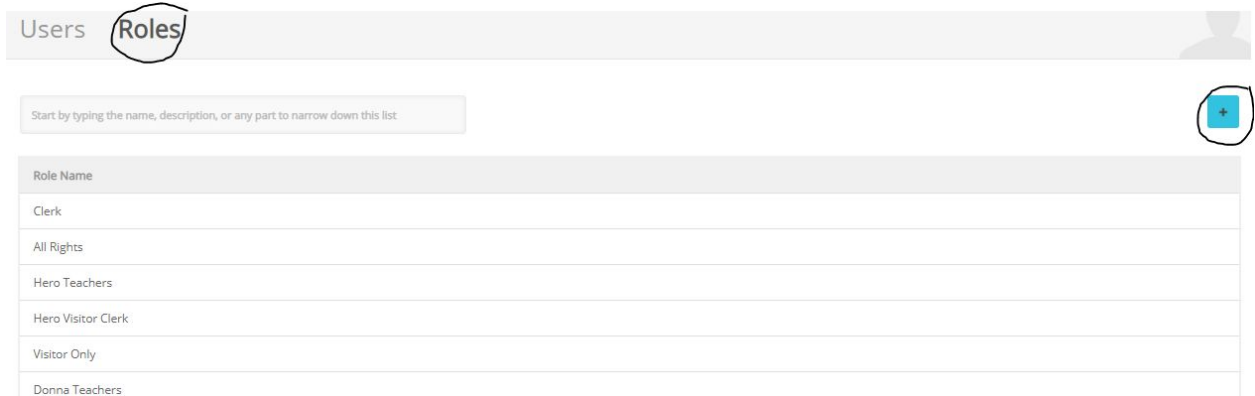 Users Roles
Start by typing the name, description, or any part to narrow down this list
+
Role Name
Clerk
All Rights
Hero Teachers
Hero Visitor Clerk
Visitor Only
Donna Teachers